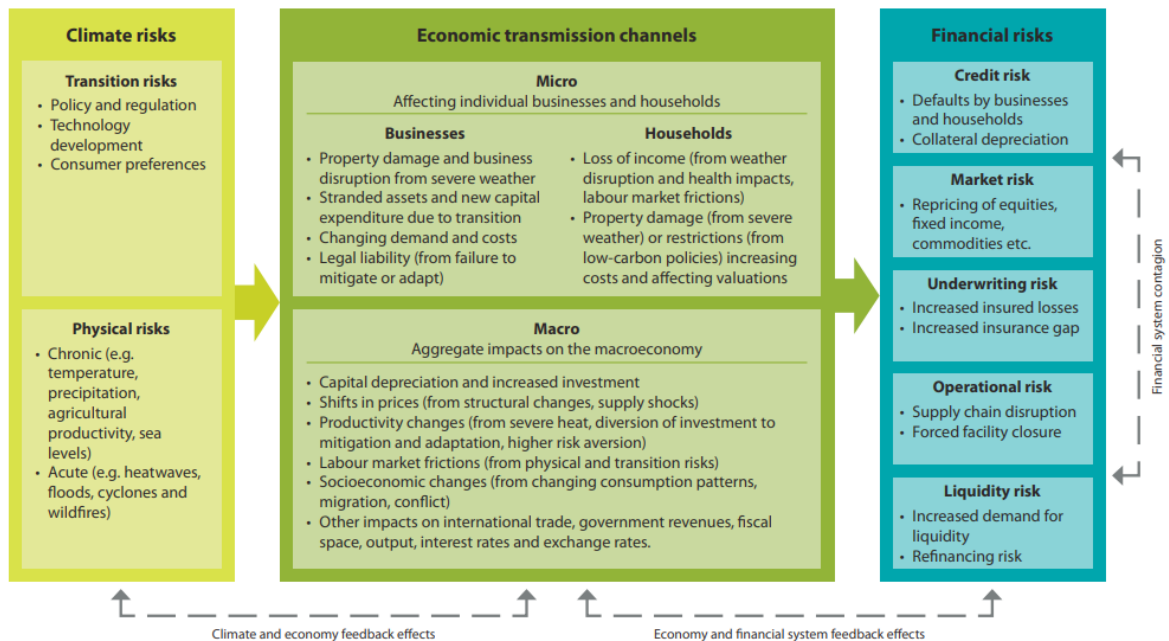 Climate risks
Transition risks
• Policy and regulation
• Technology
development
• Consumer preferences
Physical risks
• Chronic (e.g.
temperature,
precipitation,
agricultural
productivity, sea
levels)
• Acute (e.g. heatwaves,
floods, cyclones and
wildfires)
Economic transmission channels
Micro
Affecting individual businesses and households
Businesses
• Property damage and business
disruption from severe weather
• Stranded assets and new capital
expenditure due to transition
• Changing demand and costs
• Legal liability (from failure to
mitigate or adapt)
Households
• Loss of income (from weather
disruption and health impacts,
labour market frictions)
• Property damage (from severe
weather) or restrictions (from
low-carbon policies) increasing
costs and affecting valuations
Macro
Aggregate impacts on the macroeconomy
• Capital depreciation and increased investment
• Shifts in prices (from structural changes, supply shocks)
• Productivity changes (from severe heat, diversion of investment to
mitigation and adaptation, higher risk aversion)
• Labour market frictions (from physical and transition risks)
• Socioeconomic changes (from changing consumption patterns,
migration, conflict)
• Other impacts on international trade, government revenues, fiscal
space, output, interest rates and exchange rates.
Financial risks
Credit risk
• Defaults by businesses
and households
• Collateral depreciation
Market risk
• Repricing of equities,
fixed income,
commodities etc.
Underwriting risk
• Increased insured losses
• Increased insurance gap
Operational risk
• Supply chain disruption
• Forced facility closure
Liquidity risk
• Increased demand for
liquidity
• Refinancing risk
Financial system contagion
Climate and economy feedback effects
Economy and financial system feedback effects